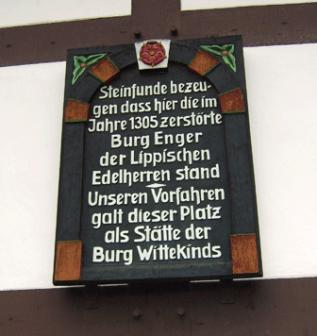 Steinfunde bezeu-
gen dass hier die im
Jahre 1305 zerstörte
Burg Enger
der Lippischen
Edelherren stand
Unseren Vorfahren
galt dieser Platz
als Stätte der
Burg Wittekinds